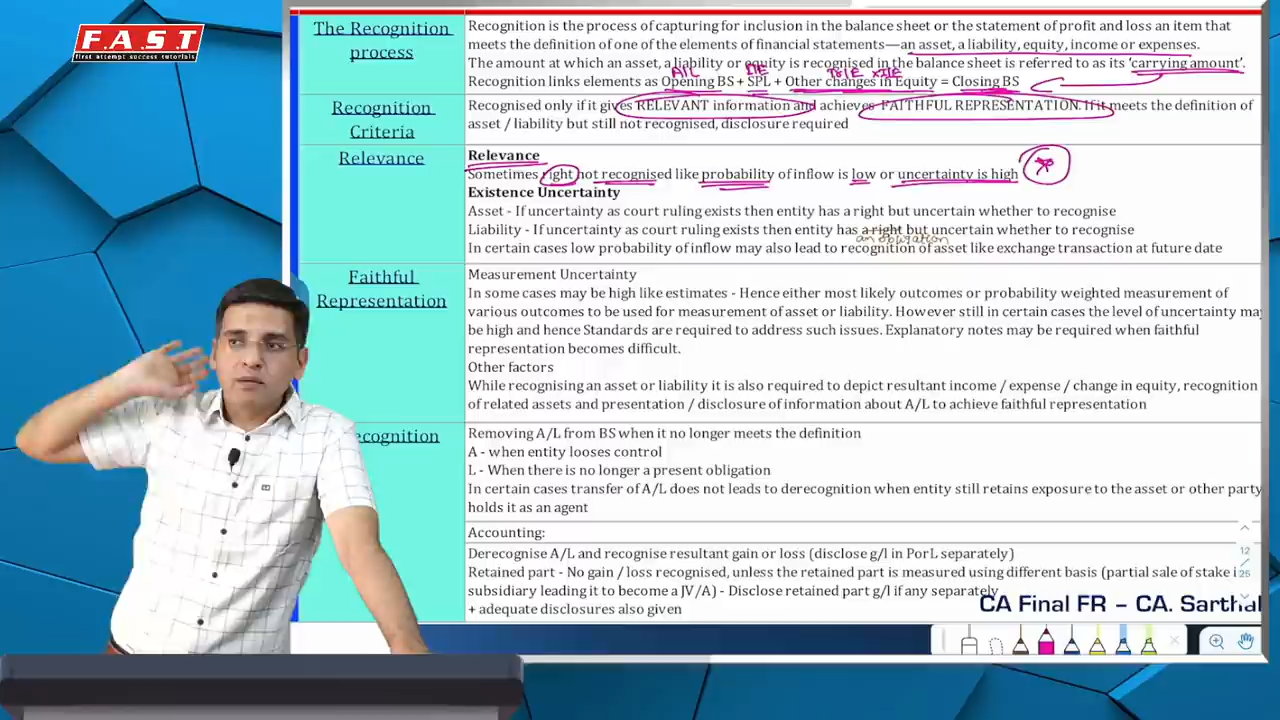 F.A.S.T
first attempt success tutorials
The Recognition process
Recognition is the process of capturing for inclusion in the balance sheet or the statement of profit and loss an item that
meets the definition of one of the elements of financial statements—an asset, a liability, equity, income or expenses.
The amount at which an asset, a liability or equity is recognised in the balance sheet is referred to as its 'carrying amount'.
A/L I/E
Recognition links elements as Opening BS + SPL + Other changes in Equity = Closing BS
Recognition Criteria
Recognised only if it gives RELEVANT information and achieves FAITHFUL REPRESENTATION. If it meets the definition of
asset / liability but still not recognised, disclosure required
Relevance
Relevance
Sometimes right not recognised like probability of inflow is low or uncertainty is high
Existence Uncertainty
Asset - If uncertainty as court ruling exists then entity has a right but uncertain whether to recognise
Liability - If uncertainty as court ruling exists then entity has a right but uncertain whether to recognise
an obligation
In certain cases low probability of inflow may also lead to recognition of asset like exchange transaction at future date
Faithful Representation
Measurement Uncertainty
In some cases may be high like estimates - Hence either most likely outcomes or probability weighted measurement of
various outcomes to be used for measurement of asset or liability. However still in certain cases the level of uncertainty may
be high and hence Standards are required to address such issues. Explanatory notes may be required when faithful
representation becomes difficult.
Other factors
While recognising an asset or liability it is also required to depict resultant income / expense / change in equity, recognition
of related assets and presentation / disclosure of information about A/L to achieve faithful representation
ecognition
Removing A/L from BS when it no longer meets the definition
A - when entity looses control
L - When there is no longer a present obligation
In certain cases transfer of A/L does not leads to derecognition when entity still retains exposure to the asset or other party
holds it as an agent
Accounting:
Derecognise A/L and recognise resultant gain or loss (disclose g/l in PorL separately)
Retained part - No gain / loss recognised, unless the retained part is measured using different basis (partial sale of stake i
subsidiary leading it to become a JV/A) - Disclose retained part g/l if any separately
+ adequate disclosures also given
12
/
25
CA Final FR – CA. Sarthak